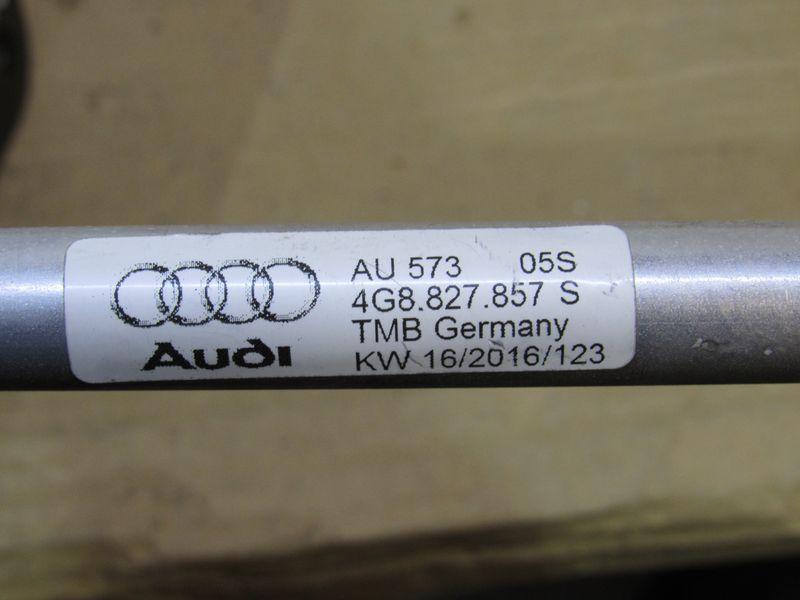 AU 573 05S
4G8.827.857 S
TMB Germany
KW 16/2016/123
Audi